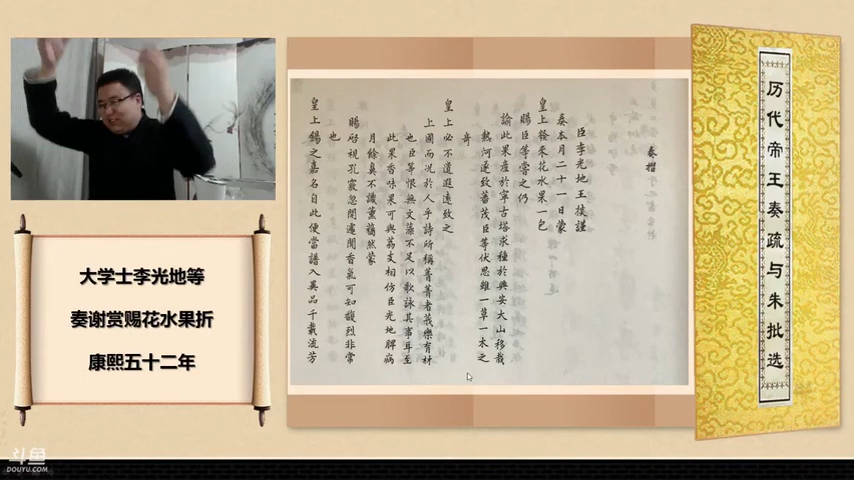 大学士李光地等
奏谢赏赐花水果折
康熙五十二年
奏摺
臣李光地王掞謹
奏本月二十一日蒙
皇上發來花水果一包
賜臣等嘗之仍
諭此果產於寧古塔求種於興安大山移栽
熱河遂致蕃茂臣等伏思雖一草一木之
奇
皇上必不遺遐遠致之
上圃而况於人乎詩所稱菁菁者莪樂育材
也臣等恨無文藻不足以歌詠其事耳至
此果香味果可與荔支相仿臣光地脾病
月餘臭不識薰蕕然蒙
賜啓視孔竅忽開遽聞香氣可知馥烈非常
也
皇上錫之嘉名自此便當譜入異品千載流芳
历代帝王奏疏与朱批选
斗鱼
DOUYU.COM